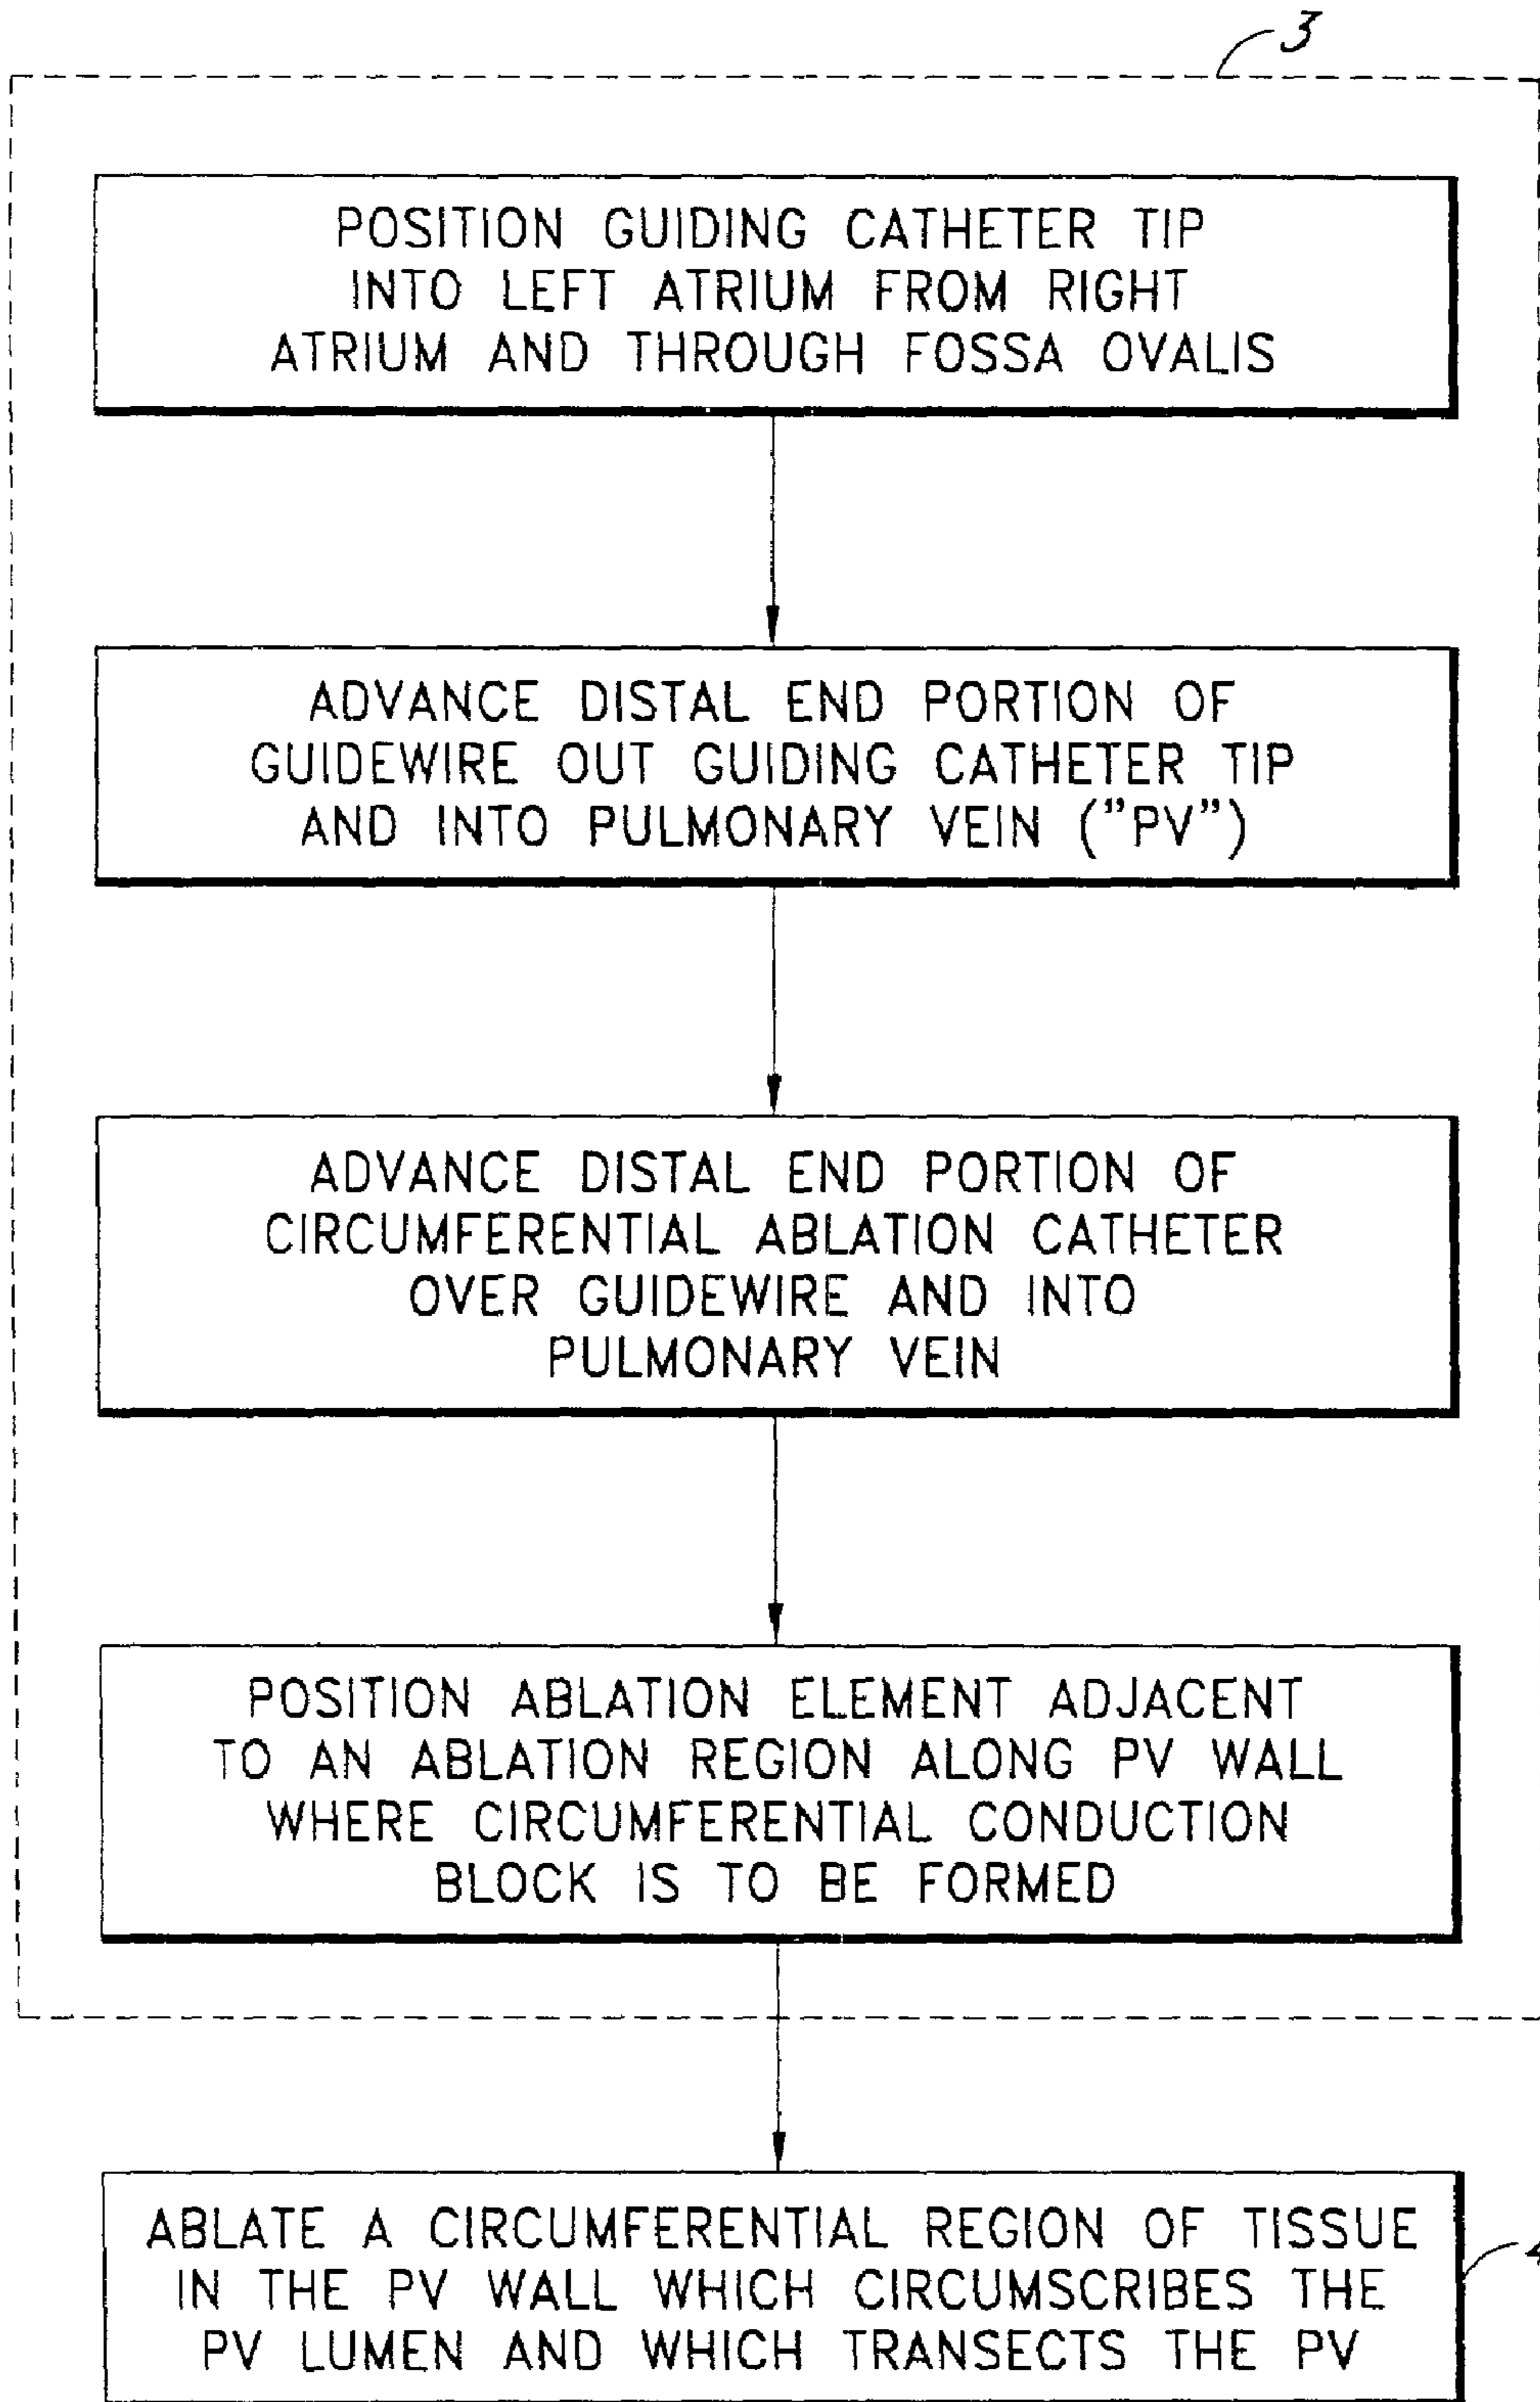 3
POSITION GUIDING CATHETER TIP
INTO LEFT ATRIUM FROM RIGHT
ATRIUM AND THROUGH FOSSA OVALIS
ADVANCE DISTAL END PORTION OF
GUIDEWIRE OUT GUIDING CATHETER TIP
AND INTO PULMONARY VEIN ("PV")
ADVANCE DISTAL END PORTION OF
CIRCUMFERENTIAL ABLATION CATHETER
OVER GUIDEWIRE AND INTO
PULMONARY VEIN
POSITION ABLATION ELEMENT ADJACENT
TO AN ABLATION REGION ALONG PV WALL
WHERE CIRCUMFERENTIAL CONDUCTION
BLOCK IS TO BE FORMED
ABLATE A CIRCUMFERENTIAL REGION OF TISSUE
IN THE PV WALL WHICH CIRCUMSCRIBES THE
PV LUMEN AND WHICH TRANSECTS THE PV